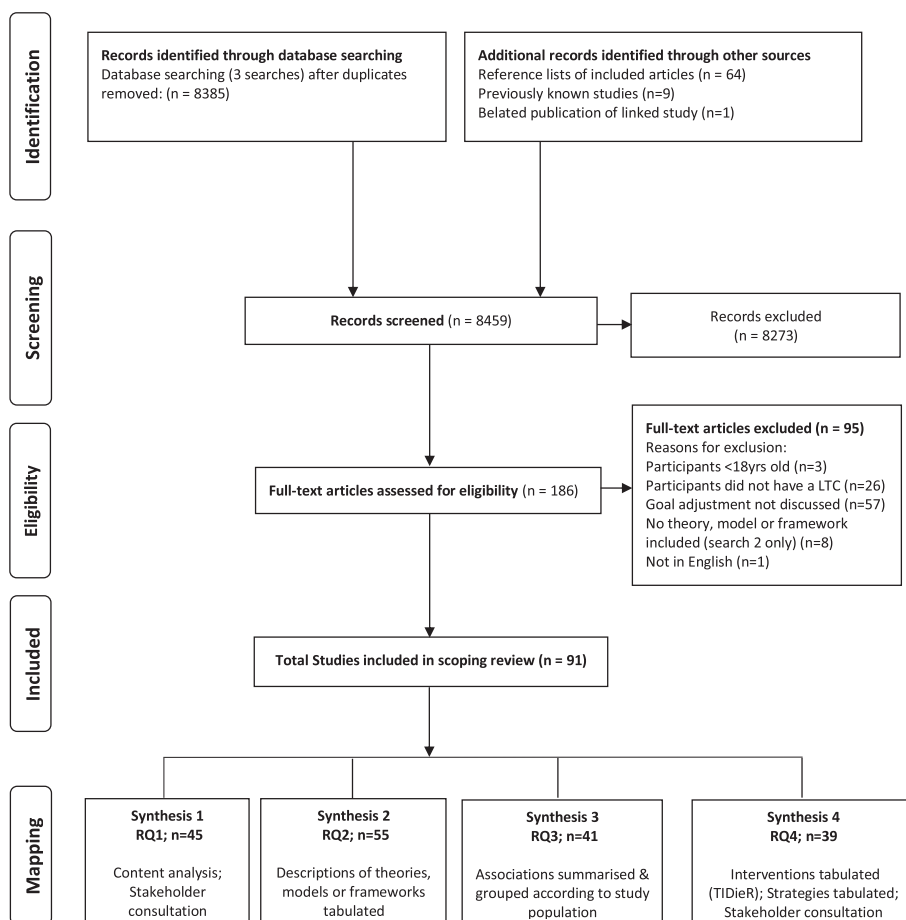 Identification
Records identified through database searching
Database searching (3 searches) after duplicates
removed: (n = 8385)
Additional records identified through other sources
Reference lists of included articles (n = 64)
Previously known studies (n=9)
Belated publication of linked study (n=1)
Screening
Records screened (n = 8459)
Records excluded
(n = 8273)
Eligibility
Full-text articles assessed for eligibility (n = 186)
Full-text articles excluded (n = 95)
Reasons for exclusion:
Participants <18yrs old (n=3)
Participants did not have a LTC (n=26)
Goal adjustment not discussed (n=57)
No theory, model or framework
included (search 2 only) (n=8)
Not in English (n=1)
Included
Total Studies included in scoping review (n = 91)
Mapping
Synthesis 1
RQ1; n=45
Content analysis;
Stakeholder
consultation
Synthesis 2
RQ2; n=55
Descriptions of theories,
models or frameworks
tabulated
Synthesis 3
RQ3; n=41
Associations summarised &
grouped according to study
population
Synthesis 4
RQ4; n=39
Interventions tabulated
(TIDieR); Strategies tabulated;
Stakeholder consultation